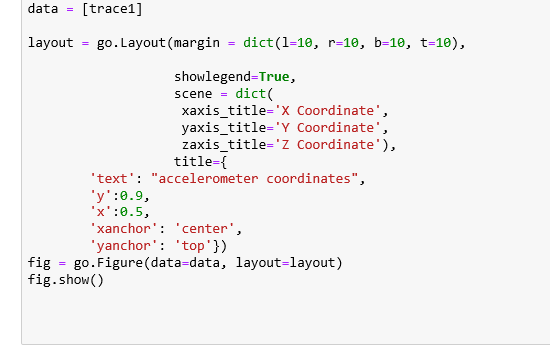 data = [trace1]
layout = go.Layout(margin = dict(l=10, r=10, b=10, t=10),
showlegend=True,
scene = dict(
xaxis_title='X Coordinate',
yaxis_title='Y Coordinate',
zaxis_title='Z Coordinate'),
title={
'text': "accelerometer coordinates",
'y':0.9,
'x':0.5,
'xanchor': 'center',
'yanchor': 'top'})
fig = go.Figure(data=data, layout=layout)
fig.show()